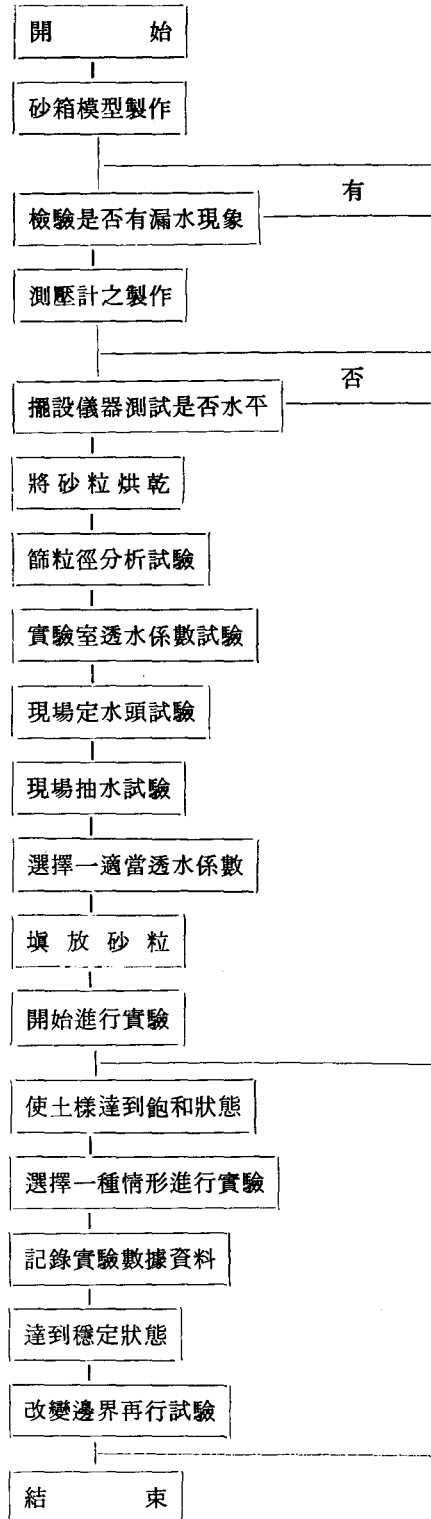 開始
砂箱模型製作
有
檢驗是否有漏水現象
測壓計之製作
否
擺設儀器測試是否水平
將砂粒烘乾
篩粒徑分析試驗
實驗室透水係數試驗
現場定水頭試驗
現場抽水試驗
選擇一適當透水係數
塡放砂粒
開始進行實驗
使土樣達到飽和狀態
選擇一種情形進行實驗
記錄實驗數據資料
達到穩定狀態
改變邊界再行試驗
結束